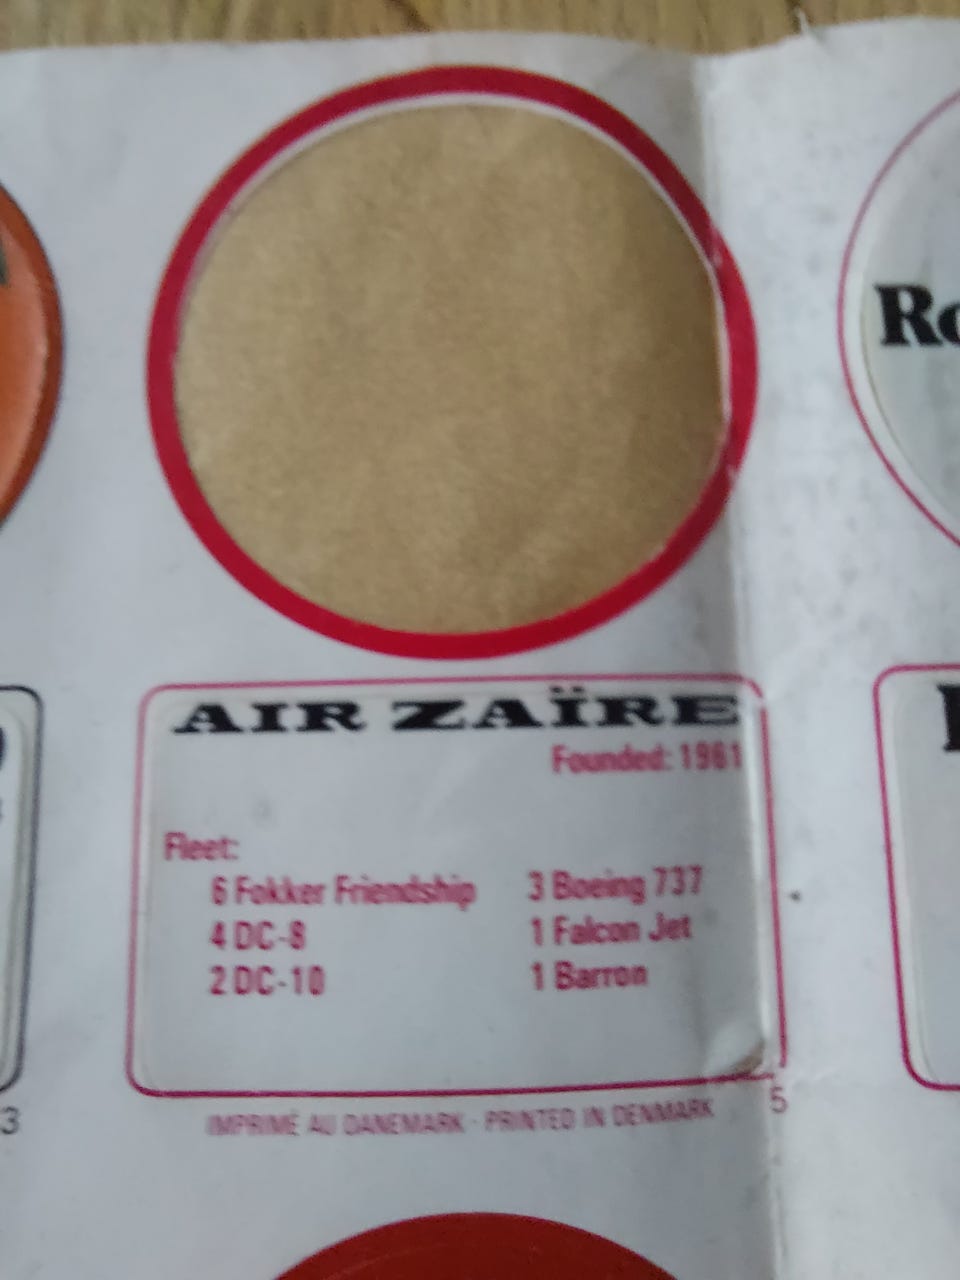 AIR ZAÏRE
Founded: 1961
Fleet:
6 Fokker Friendship
4 DC-8
2 DC-10
3 Boeing 737
1 Falcon Jet
1 Barron
IMPRIMÉ AU DANEMARK - PRINTED IN DENMARK
5
3